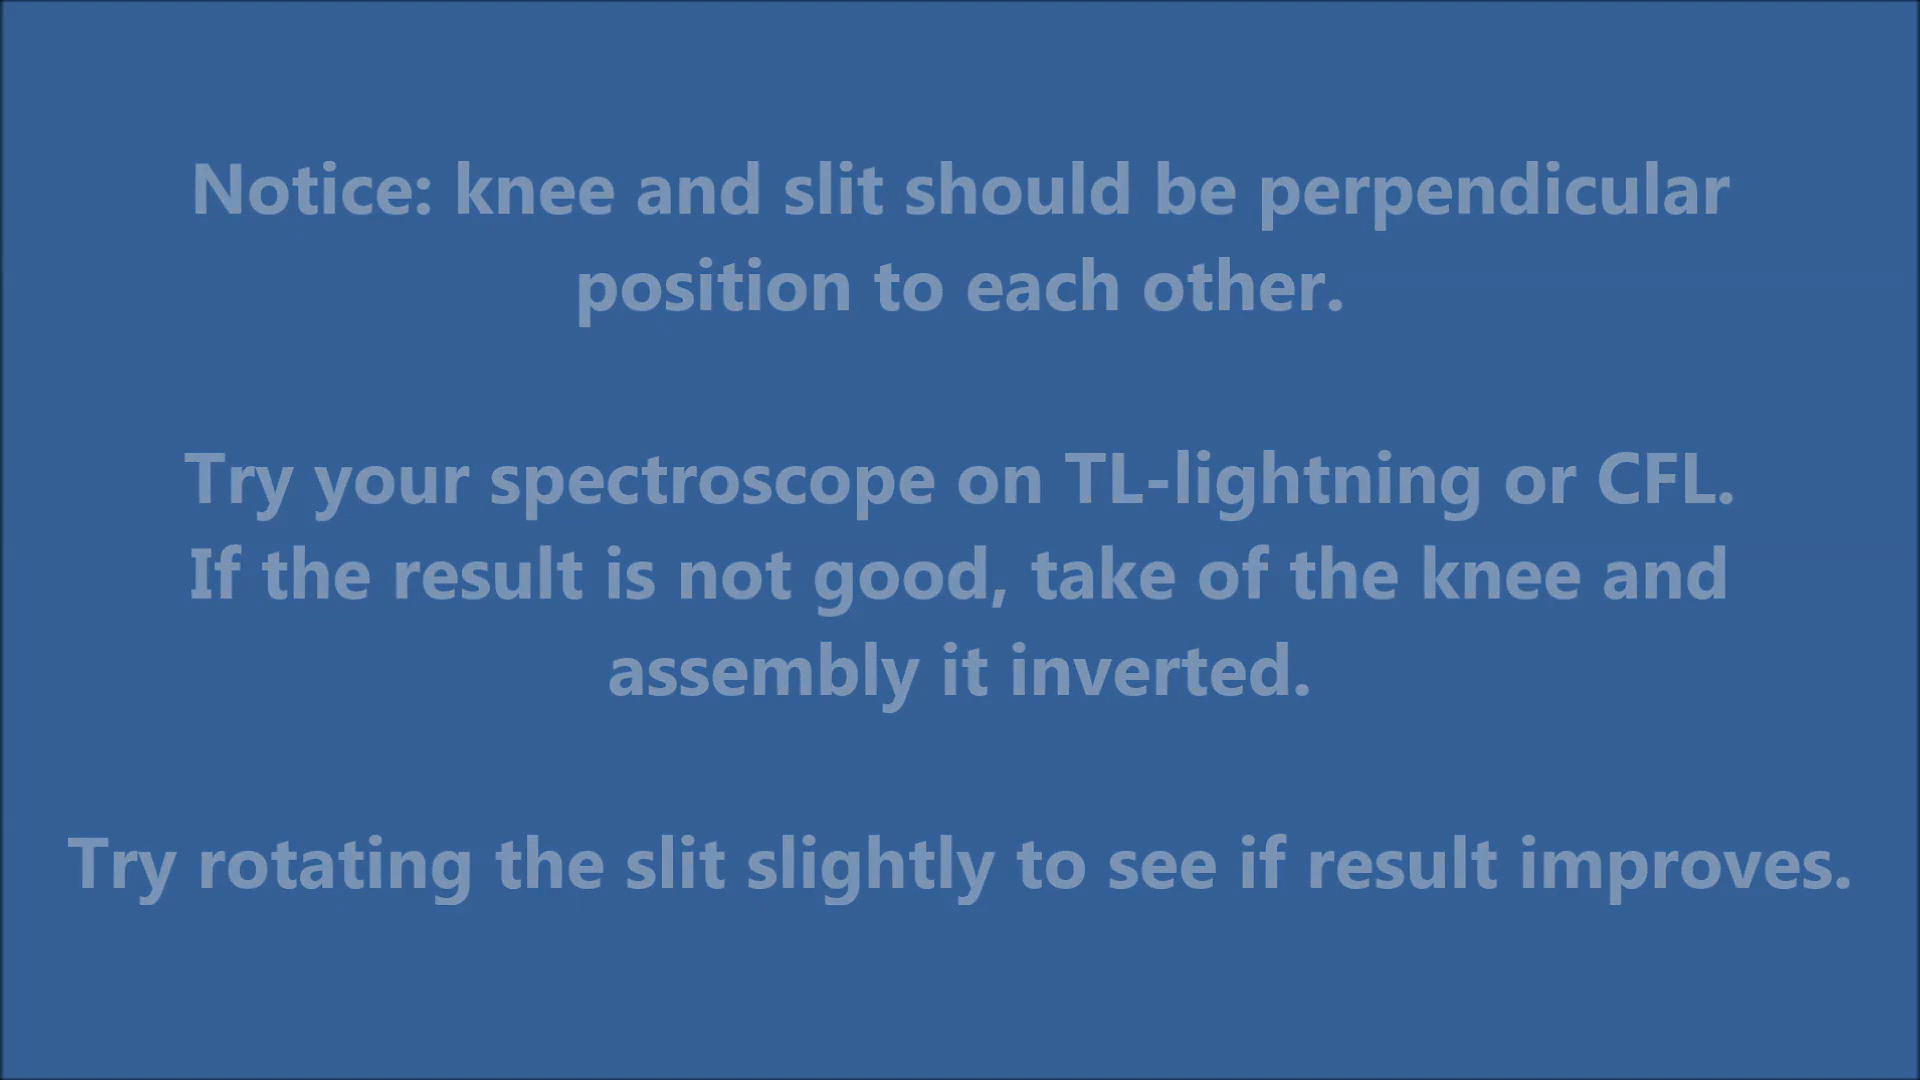 Notice: knee and slit should be perpendicular
position to each other.
Try your spectroscope on TL-lightning or CFL.
If the result is not good, take of the knee and
assembly it inverted.
Try rotating the slit slightly to see if result improves.